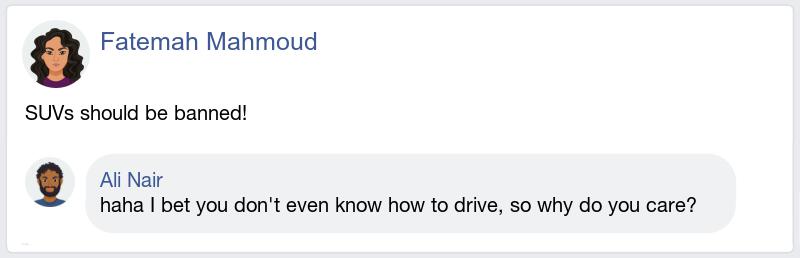 Fatemah Mahmoud
SUVs should be banned!
Ali Nair
haha I bet you don't even know how to drive, so why do you care?